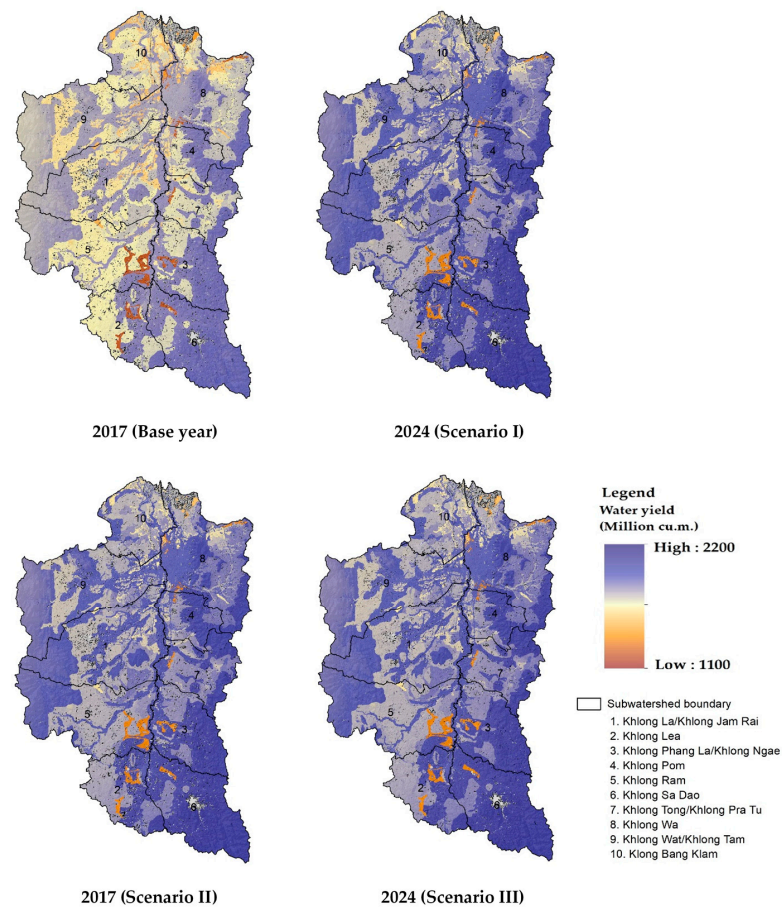 10
8
9
4
1
7
5
3
2
6
2017 (Base year)
10
8
9
4
1
7
5
3
2
6
2024 (Scenario I)
10
8
9
4
1
7
5
3
2
6
2017 (Scenario II)
10
8
9
4
1
7
5
3
2
6
2024 (Scenario III)
Legend
Water yield
(Million cu.m.)
High : 2200
Low : 1100
Subwatershed boundary
1. Khlong La/Khlong Jam Rai
2. Khlong Lea
3. Khlong Phang La/Khlong Ngae
4. Khlong Pom
5. Khlong Ram
6. Khlong Sa Dao
7. Khlong Tong/Khlong Pra Tu
8. Khlong Wa
9. Khlong Wat/Khlong Tam
10. Klong Bang Klam